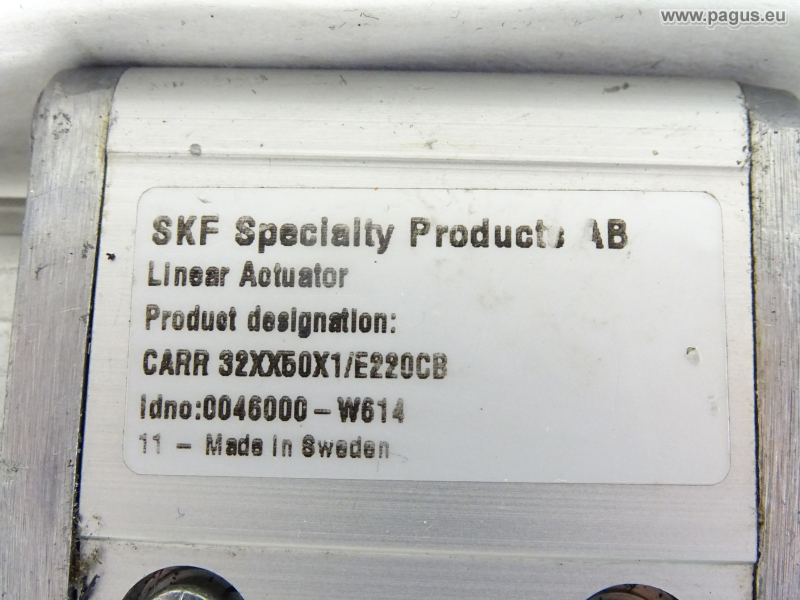 www.pagus.eu
SKF Specialty Products AB
Linear Actuator
Product designation:
CARR 32XX50X1/E220CB
Idno:0046000-W614
11 - Made in Sweden